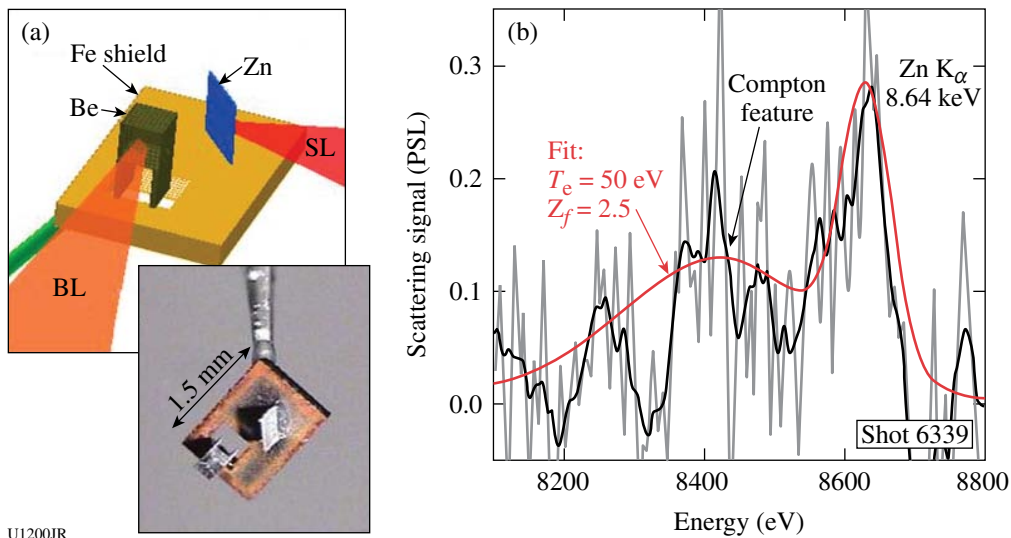 (a)
Fe shield
Zn
Be
SL
BL
1.5 mm
U1200JR
(b)
Scattering signal (PSL)
0.3
0.2
0.1
0.0
Compton
feature
Zn Kα
8.64 keV
Fit:
Te = 50 eV
Zf = 2.5
Shot 6339
8200
8400
8600
8800
Energy (eV)